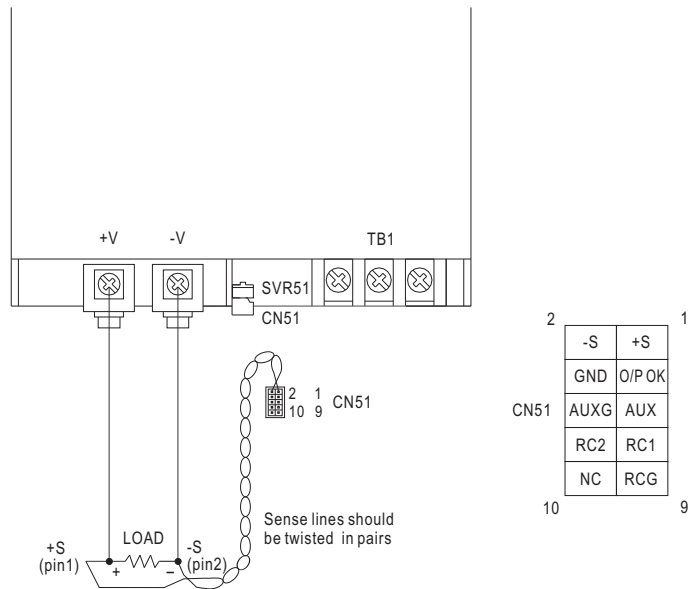 +V -V TB1
SVR51
CN51
2 1
-S +S
GND O/P OK
CN51 AUXG AUX
RC2 RC1
NC RCG
10 9
2 1
10 9
CN51
Sense lines should
be twisted in pairs
+S
(pin1)
LOAD
-S
(pin2)
+ –